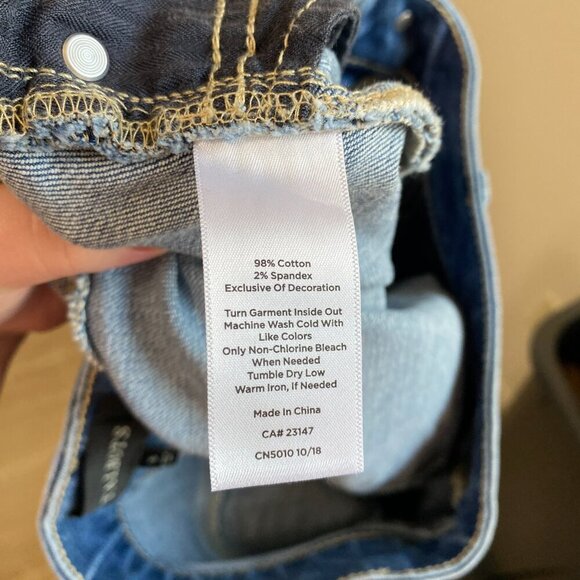 98% Cotton
2% Spandex
Exclusive Of Decoration
Turn Garment Inside Out
Machine Wash Cold With
Like Colors
Only Non-Chlorine Bleach
When Needed
Tumble Dry Low
Warm Iron, If Needed
Made In China
CA# 23147
CN5010 10/18